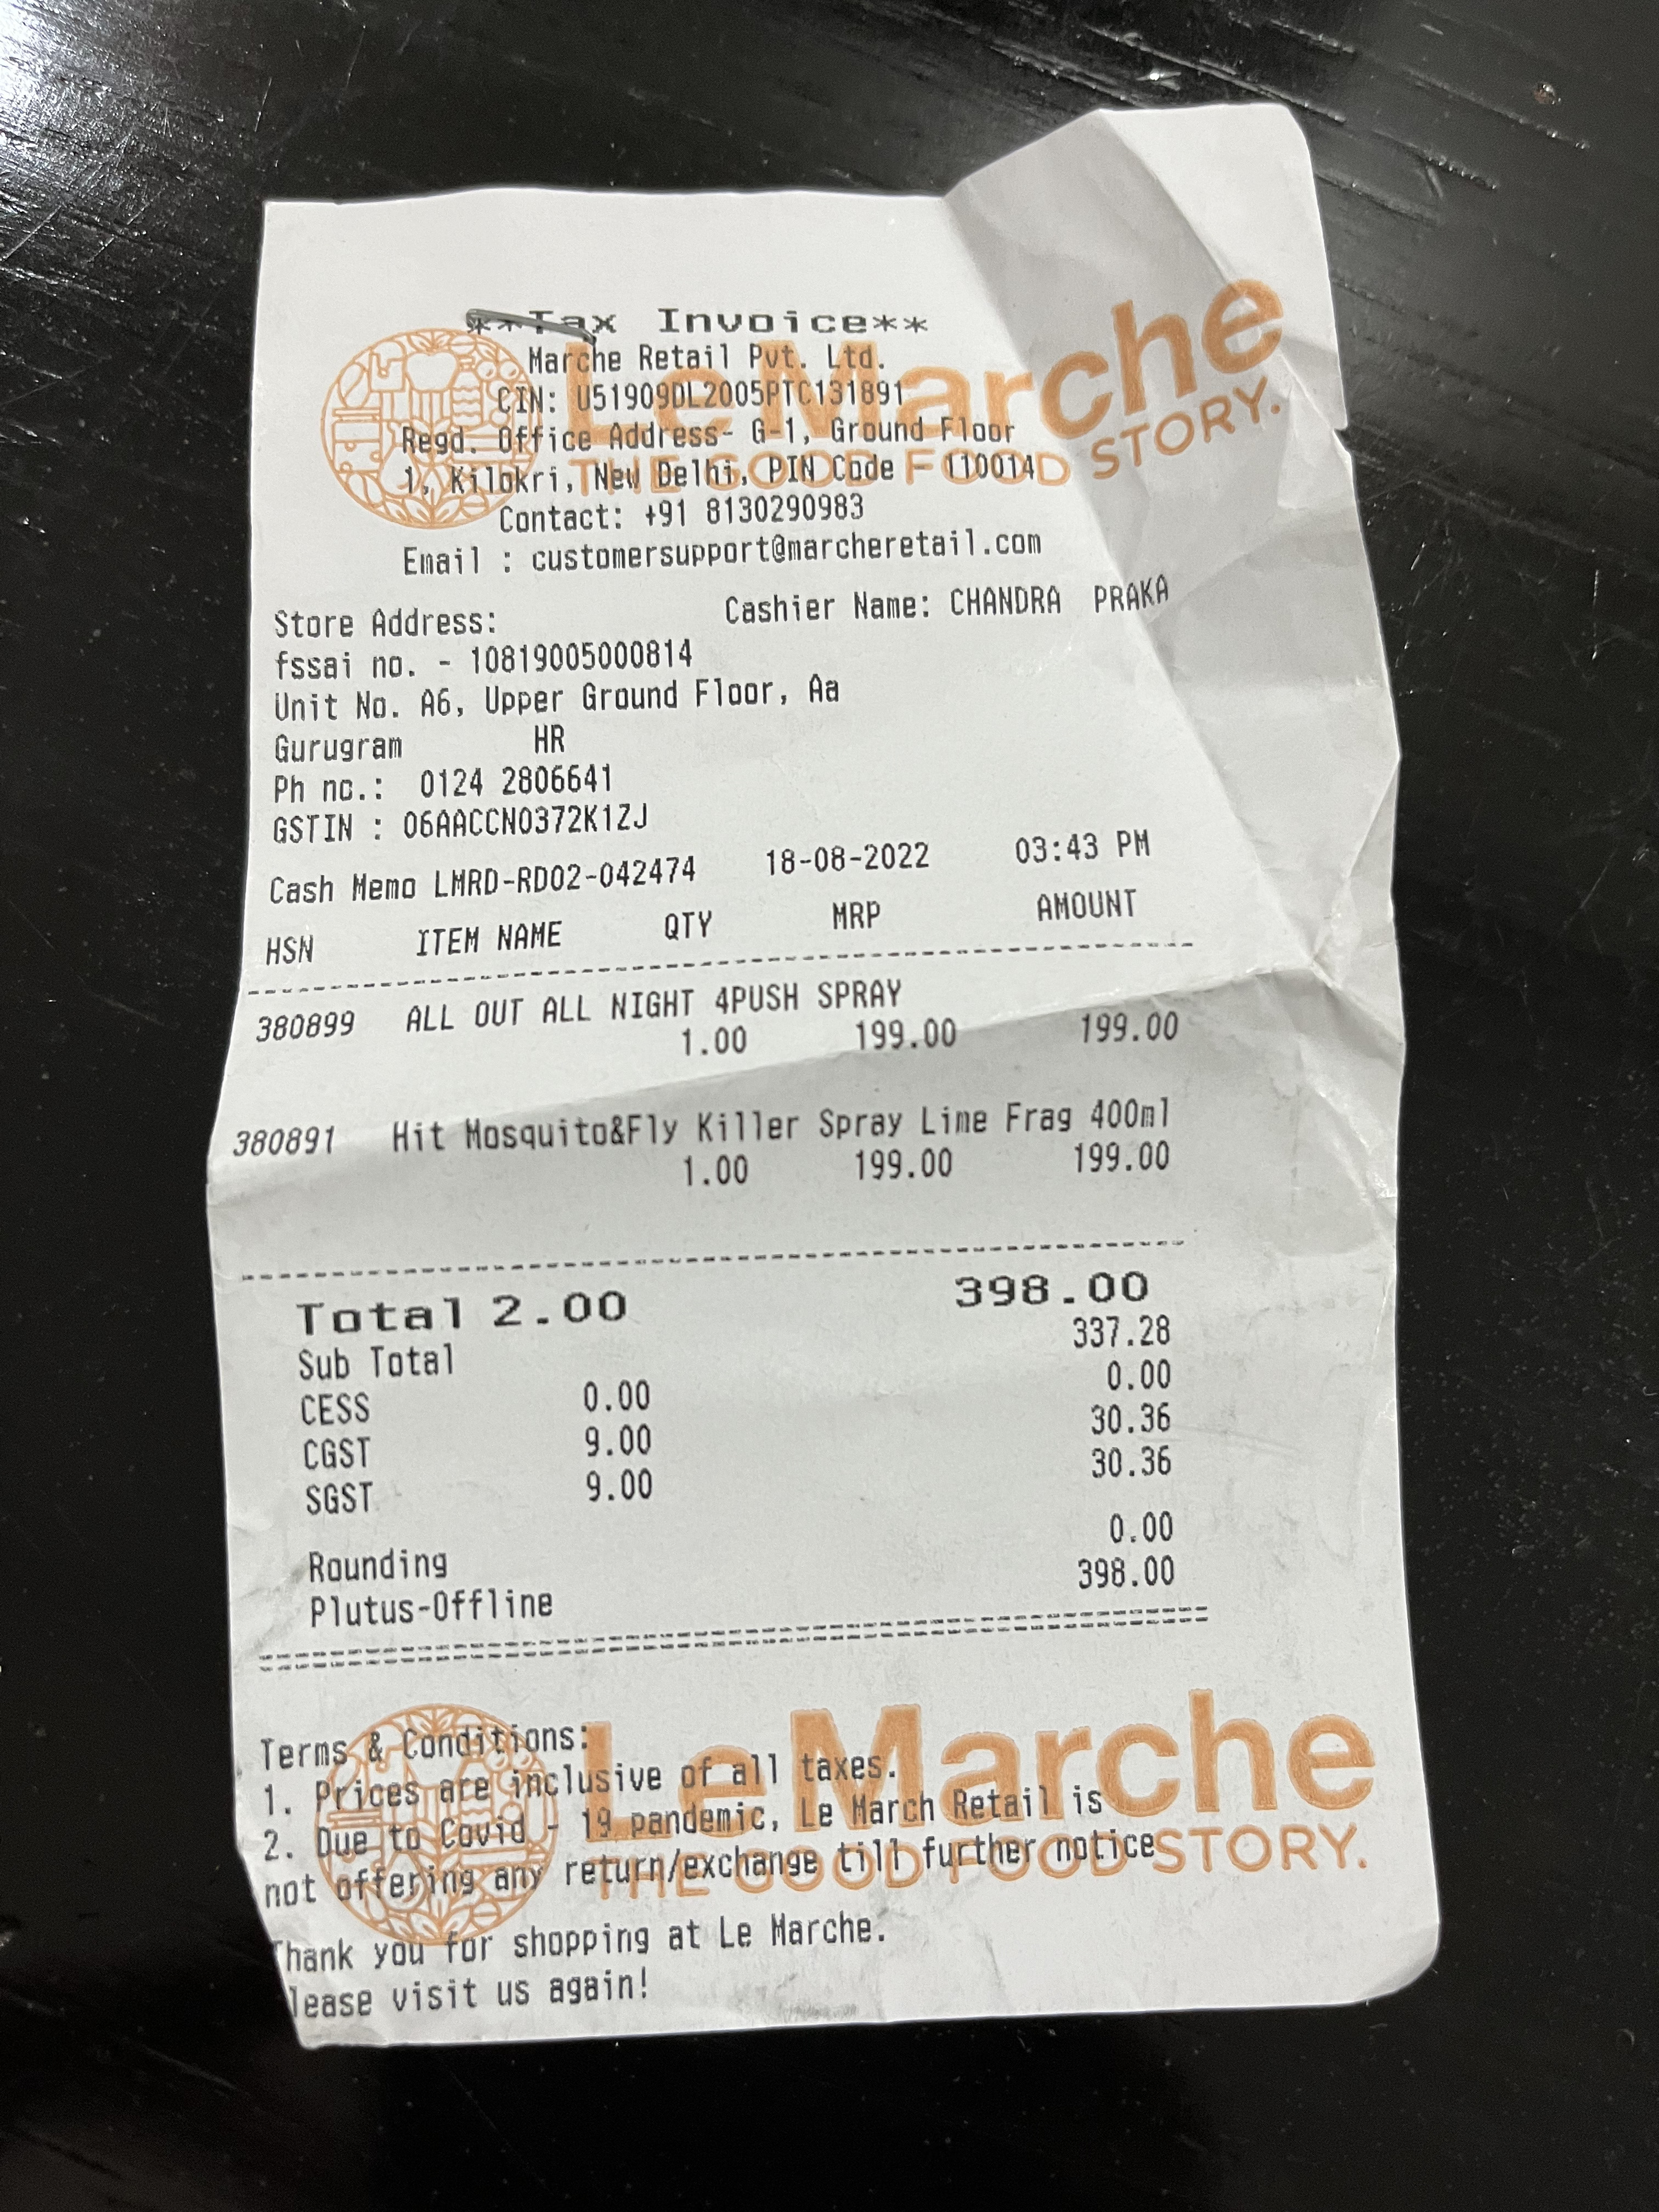 **Tax Invoice**
LeMarche
THE GOOD FOOD STORY.
Marche Retail Pvt. Ltd.
CIN: U51909DL2005PTC131891
Regd. Office Address- G-1, Ground Floor
1, Kilokri, New Delhi, PIN Code - 110014
Contact: +91 8130290983
Email : customersupport@marcheretail.com
Store Address: Cashier Name: CHANDRA PRAKA
fssai no. - 10819005000814
Unit No. A6, Upper Ground Floor, Aa
Gurugram HR
Ph no.: 0124 2806641
GSTIN : 06AACCN0372K1ZJ
Cash Memo LMRD-RD02-042474 18-08-2022 03:43 PM
HSN ITEM NAME QTY MRP AMOUNT
380899 ALL OUT ALL NIGHT 4PUSH SPRAY
1.00 199.00 199.00
380891 Hit Mosquito&Fly Killer Spray Lime Frag 400ml
1.00 199.00 199.00
Total 2.00 398.00
Sub Total 337.28
CESS 0.00 0.00
CGST 9.00 30.36
SGST 9.00 30.36
Rounding 0.00
Plutus-Offline 398.00
LeMarche
THE GOOD FOOD STORY.
Terms & Conditions:
1. Prices are inclusive of all taxes.
2. Due to Covid - 19 pandemic, Le March Retail is
not offering any return/exchange till further notice
Thank you for shopping at Le Marche.
lease visit us again!